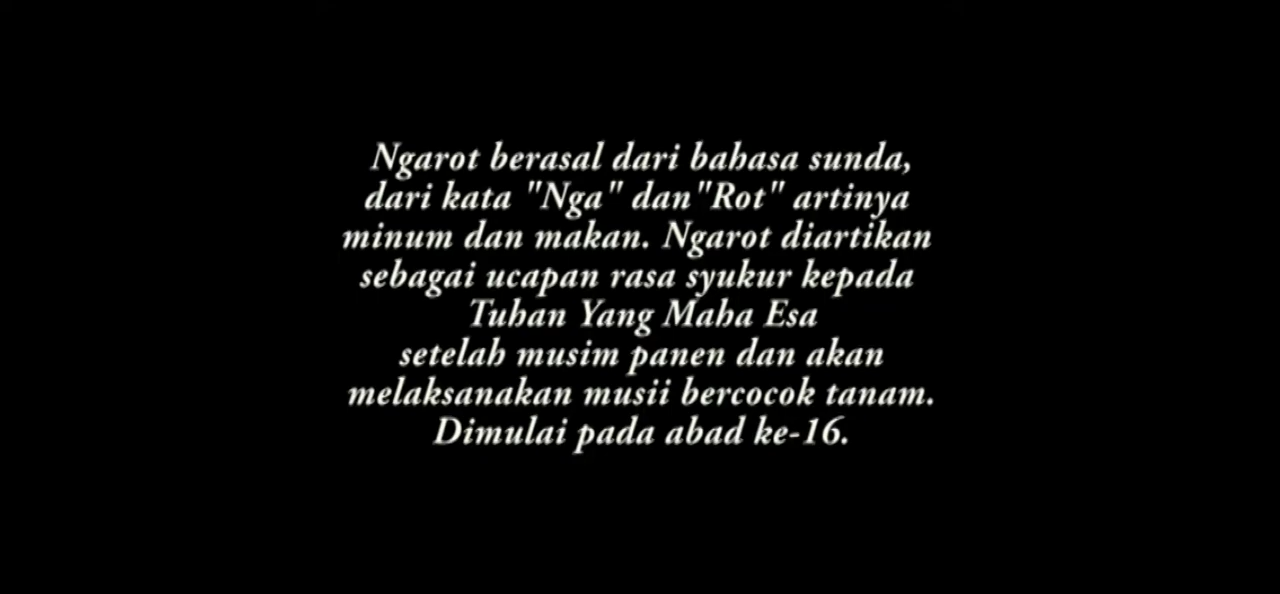 Ngarot berasal dari bahasa sunda,
dari kata "Nga" dan"Rot" artinya
minum dan makan. Ngarot diartikan
sebagai ucapan rasa syukur kepada
Tuhan Yang Maha Esa
setelah musim panen dan akan
melaksanakan musii bercocok tanam.
Dimulai pada abad ke-16.